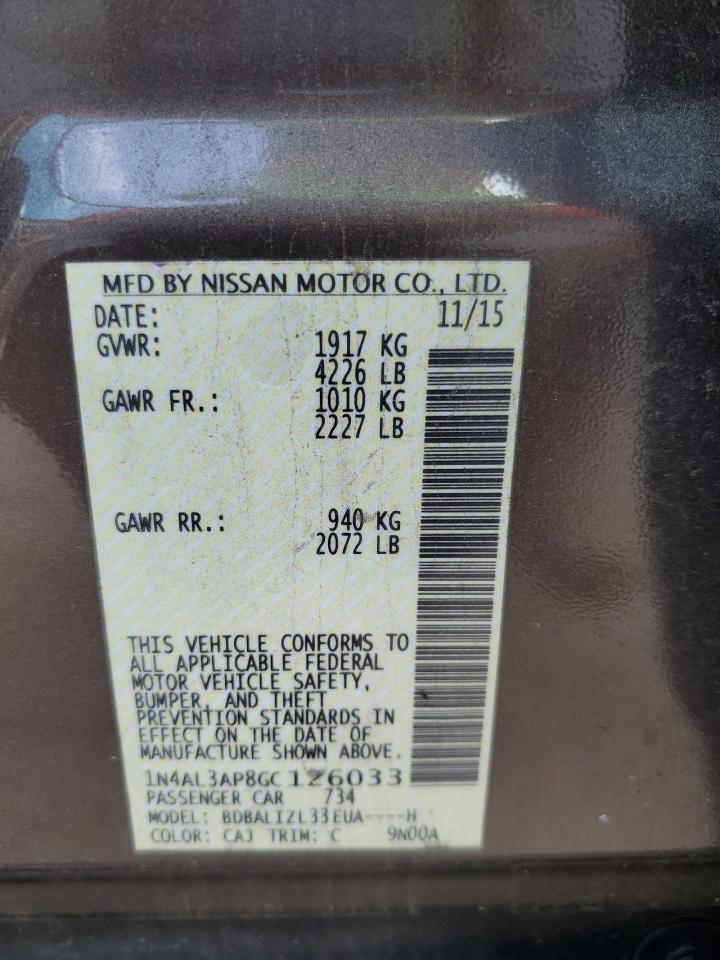 MFD BY NISSAN MOTOR CO., LTD.
DATE: 11/15
GVWR: 1917 KG
4226 LB
GAWR FR.: 1010 KG
2227 LB
GAWR RR.: 940 KG
2072 LB
THIS VEHICLE CONFORMS TO
ALL APPLICABLE FEDERAL
MOTOR VEHICLE SAFETY,
BUMPER, AND THEFT
PREVENTION STANDARDS IN
EFFECT ON THE DATE OF
MANUFACTURE SHOWN ABOVE.
1N4AL3AP8GC126033
PASSENGER CAR 734
MODEL: BDBALIZL33EUA----H
COLOR: CAJ TRIM: C 9N00A